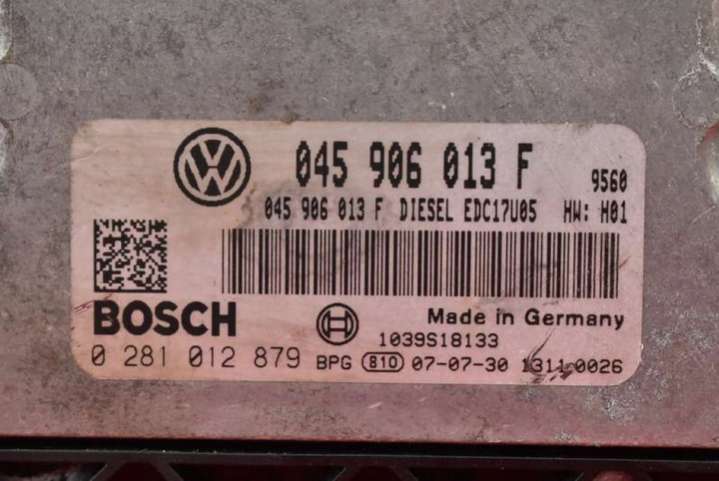 045 906 013 F 9560
045 906 013 F DIESEL EDC17U05 HW: H01
BOSCH
Made in Germany
1039S18133
0 281 012 879 BPG 810 07-07-30 1311 0026